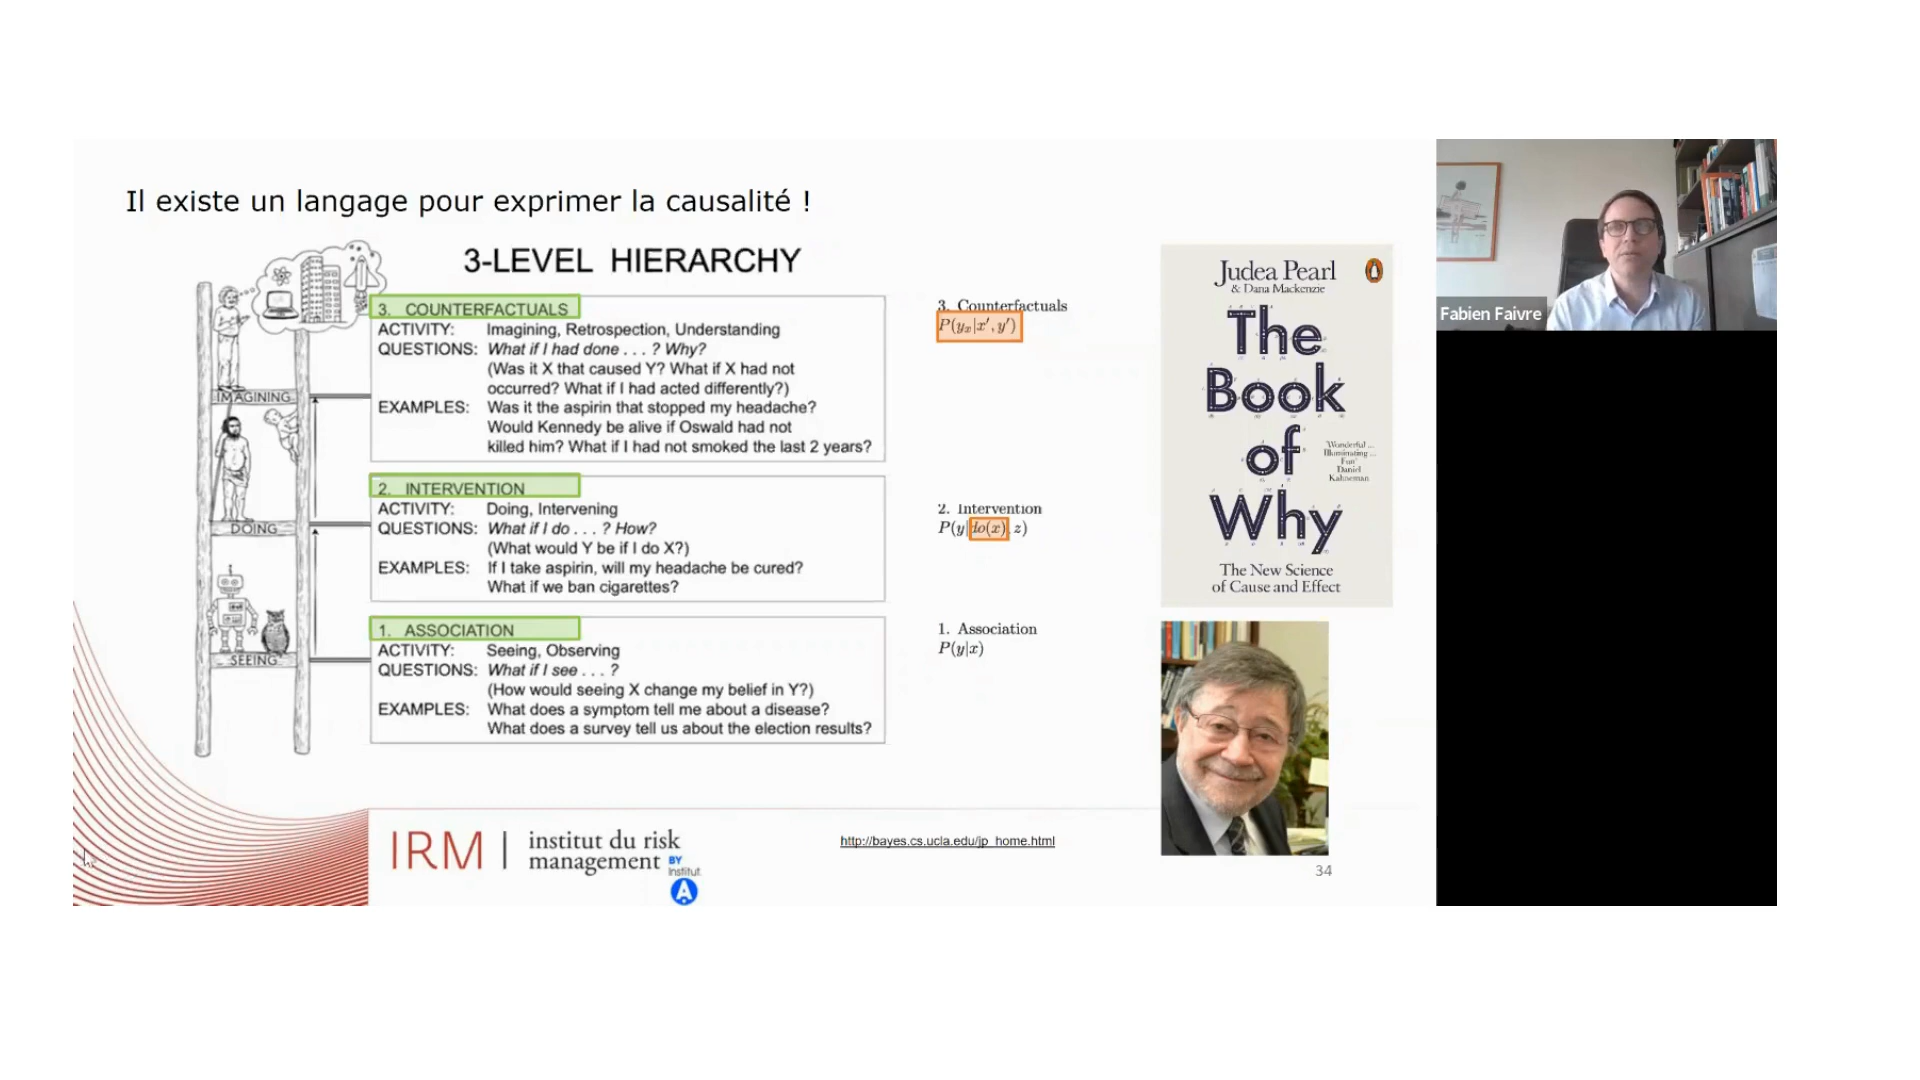 Il existe un langage pour exprimer la causalité !
3-LEVEL HIERARCHY
3. COUNTERFACTUALS
ACTIVITY: Imagining, Retrospection, Understanding
QUESTIONS: What if I had done . . . ? Why?
(Was it X that caused Y? What if X had not
occurred? What if I had acted differently?)
EXAMPLES: Was it the aspirin that stopped my headache?
Would Kennedy be alive if Oswald had not
killed him? What if I had not smoked the last 2 years?
IMAGINING
2. INTERVENTION
ACTIVITY: Doing, Intervening
QUESTIONS: What if I do . . . ? How?
(What would Y be if I do X?)
EXAMPLES: If I take aspirin, will my headache be cured?
What if we ban cigarettes?
DOING
1. ASSOCIATION
ACTIVITY: Seeing, Observing
QUESTIONS: What if I see . . . ?
(How would seeing X change my belief in Y?)
EXAMPLES: What does a symptom tell me about a disease?
What does a survey tell us about the election results?
SEEING
3. Counterfactuals
P(yₓ|x′, y′)
2. Intervention
P(y|do(x), z)
1. Association
P(y|x)
Judea Pearl
& Dana Mackenzie
The
Book
of
Why
'Wonderful ...
Illuminating ...
Fun'
Daniel
Kahneman
The New Science
of Cause and Effect
IRM | institut du risk
management BY
Institut
A
http://bayes.cs.ucla.edu/jp_home.html
34
Fabien Faivre